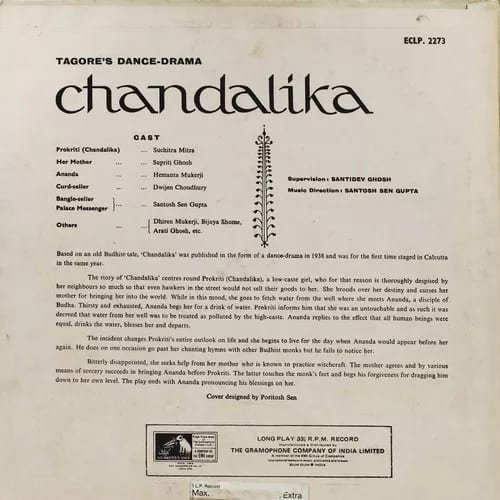 ECLP. 2273
TAGORE'S DANCE-DRAMA
chandalika
CAST
Prokriti (Chandalika) ... Suchitra Mitra
Her Mother ... ... Supriti Ghosh
Ananda ... ... Hemanta Mukerji
Curd-seller ... ... Dwijen Choudhury
Bangle-seller
Palace Messenger } ... Santosh Sen Gupta
Others ... ... { Dhiren Mukerji, Bijoya Shome,
Arati Ghosh, etc.
Supervision: SANTIDEV GHOSH
Music Direction: SANTOSH SEN GUPTA
Based on an old Budhist tale, 'Chandalika' was published in the form of a dance-drama in 1938 and was for the first time staged in Calcutta
in the same year.
The story of 'Chandalika' centres round Prokriti (Chandalika), a low-caste girl, who for that reason is thoroughly despised by
her neighbours so much so that even hawkers in the street would not sell their goods to her. She broods over her destiny and curses her
mother for bringing her into the world. While in this mood, she goes to fetch water from the well where she meets Ananda, a disciple of
Budha. Thirsty and exhausted, Ananda begs for a drink of water. Prokriti informs him that she was an untouchable and as such it was
decreed that water from her well was to be treated as polluted by the high-caste. Ananda replies to the effect that all human beings were
equal, drinks the water, blesses her and departs.
The incident changes Prokriti's entire outlook on life and she begins to live for the day when Ananda would appear before her
again. He does on one occasion go past her chanting hymns with other Budhist monks but he fails to notice her.
Bitterly disappointed, she seeks help from her mother who is known to practice witchcraft. The mother agrees and by various
means of sorcery succeeds in bringing Ananda before Prokriti. The latter touches the monk's feet and begs his forgiveness for dragging him
down to her own level. The play ends with Ananda pronouncing his blessings on her.
Cover designed by Poritosh Sen
LONG PLAY 33⅓ R.P.M. RECORD
Manufactured & Distributed by
THE GRAMOPHONE COMPANY OF INDIA LIMITED
A member of the EMI Group of Companies
DUM DUM INDIA
1 L.P. Record
Max.
Extra